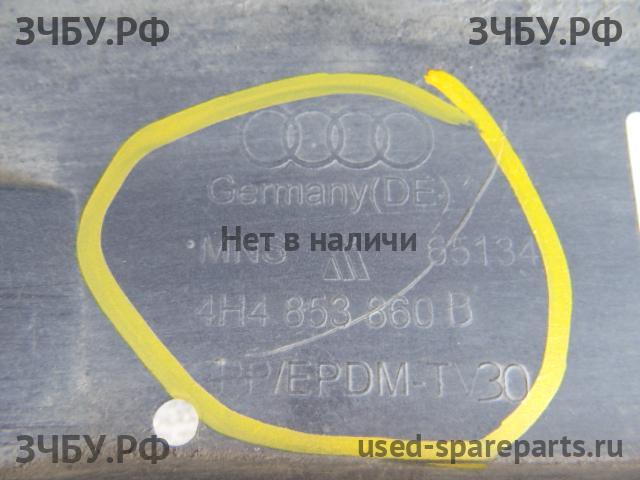 ЗЧБУ.РФ ЗЧБУ.РФ
Germany(DE)
Нет в наличи
MNS 85134
4H4 853 860 B
PP/EPDM-TV30
ЗЧБУ.РФ used-spareparts.ru